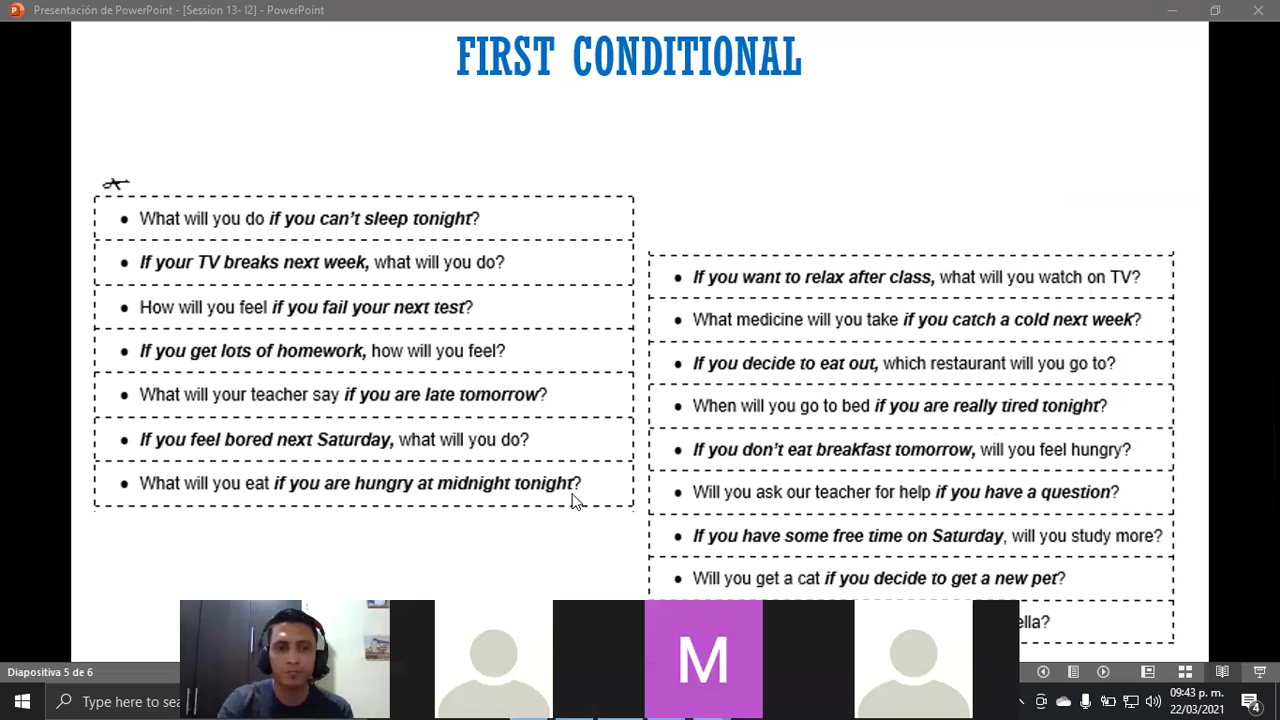 Presentación de PowerPoint - [Session 13- I2] - PowerPoint
FIRST CONDITIONAL
• What will you do if you can't sleep tonight?
• If your TV breaks next week, what will you do?
• How will you feel if you fail your next test?
• If you get lots of homework, how will you feel?
• What will your teacher say if you are late tomorrow?
• If you feel bored next Saturday, what will you do?
• What will you eat if you are hungry at midnight tonight?
• If you want to relax after class, what will you watch on TV?
• What medicine will you take if you catch a cold next week?
• If you decide to eat out, which restaurant will you go to?
• When will you go to bed if you are really tired tonight?
• If you don't eat breakfast tomorrow, will you feel hungry?
• Will you ask our teacher for help if you have a question?
• If you have some free time on Saturday, will you study more?
• Will you get a cat if you decide to get a new pet?
ella?
M
Diapositiva 5 de 6
Type here to sea
09:43 p. m.
22/03/2021
4